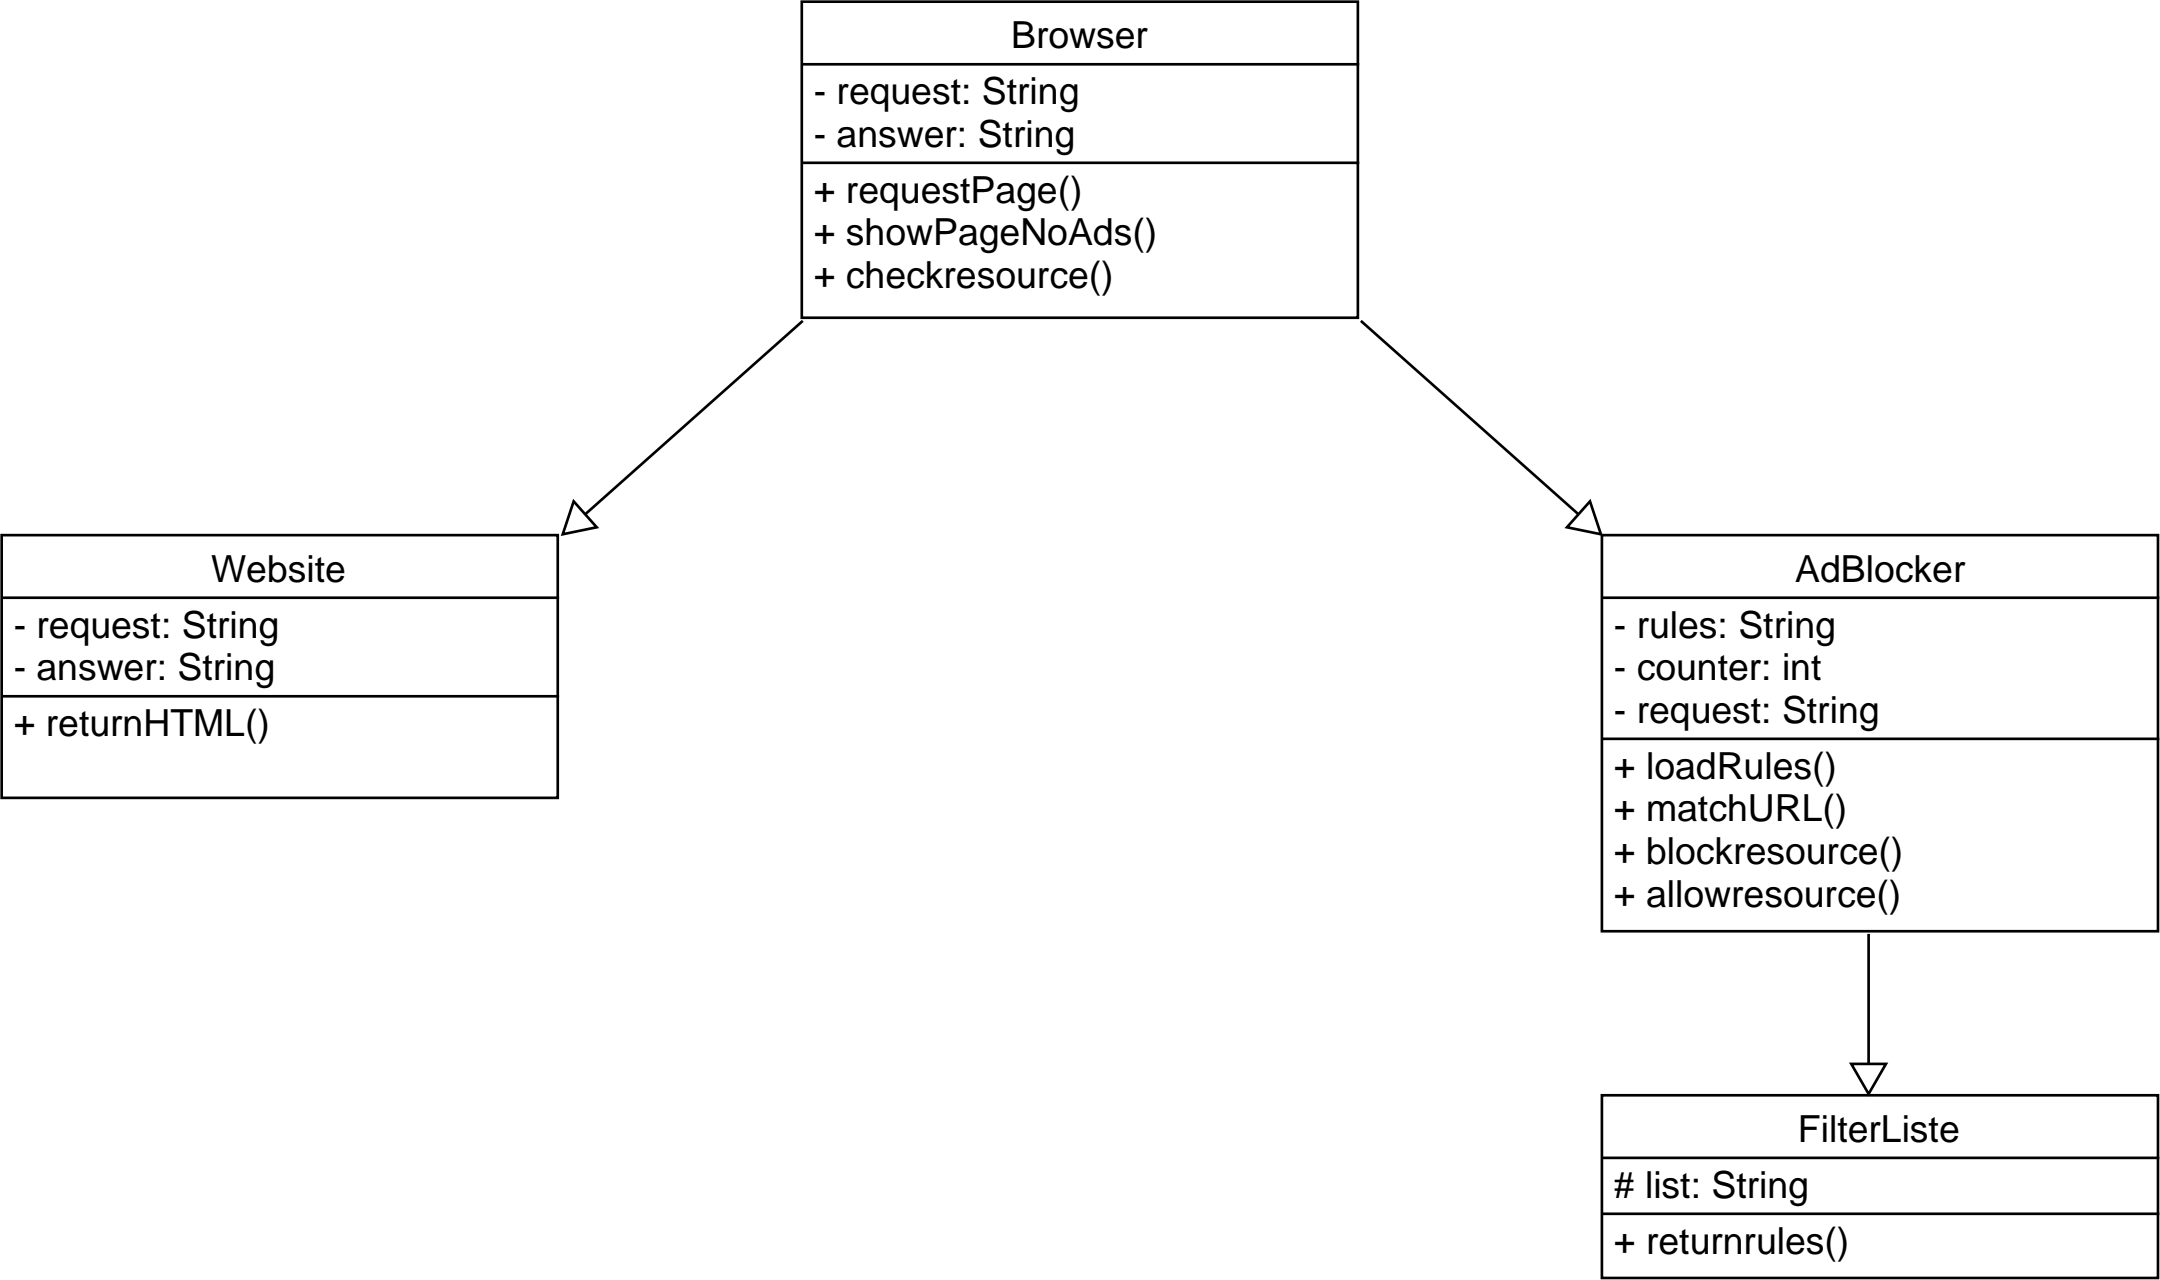 Browser
- request: String
- answer: String
+ requestPage()
+ showPageNoAds()
+ checkresource()
Website
- request: String
- answer: String
+ returnHTML()
AdBlocker
- rules: String
- counter: int
- request: String
+ loadRules()
+ matchURL()
+ blockresource()
+ allowresource()
FilterListe
# list: String
+ returnrules()